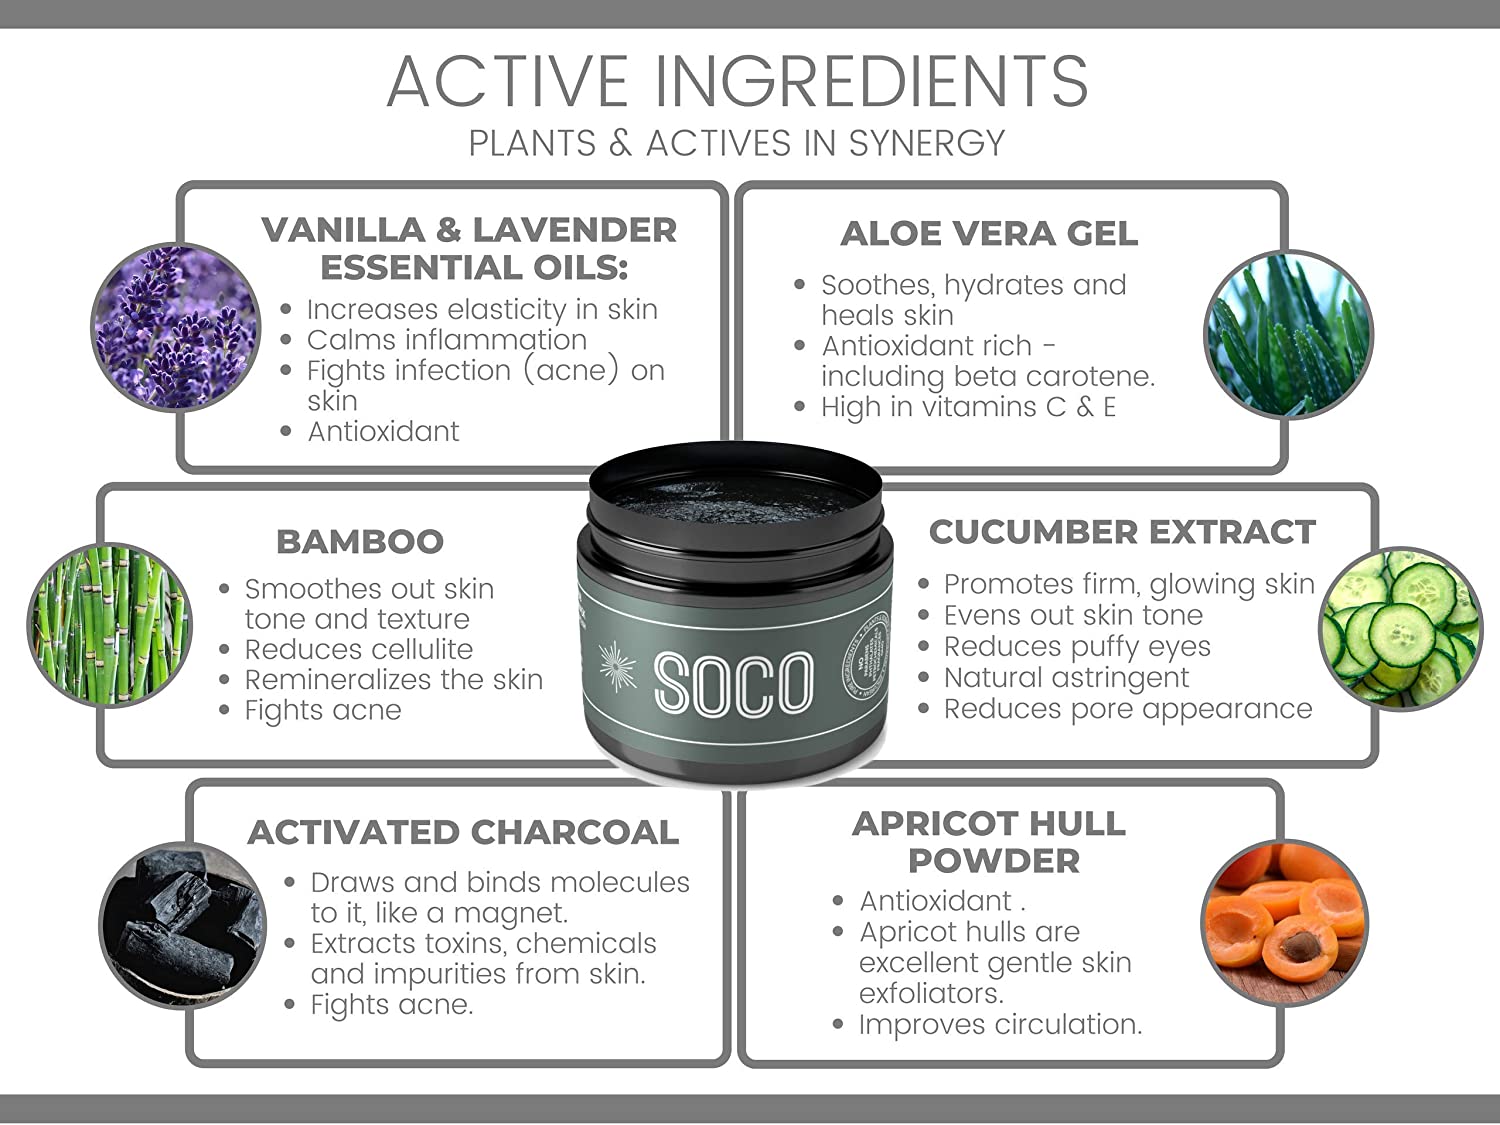 ACTIVE INGREDIENTS
PLANTS & ACTIVES IN SYNERGY
VANILLA & LAVENDER
ESSENTIAL OILS:
• Increases elasticity in skin
• Calms inflammation
• Fights infection (acne) on
skin
• Antioxidant
ALOE VERA GEL
• Soothes, hydrates and
heals skin
• Antioxidant rich -
including beta carotene.
• High in vitamins C & E
BAMBOO
• Smoothes out skin
tone and texture
• Reduces cellulite
• Remineralizes the skin
• Fights acne
SOCO
NO
CUCUMBER EXTRACT
• Promotes firm, glowing skin
• Evens out skin tone
• Reduces puffy eyes
• Natural astringent
• Reduces pore appearance
ACTIVATED CHARCOAL
• Draws and binds molecules
to it, like a magnet.
• Extracts toxins, chemicals
and impurities from skin.
• Fights acne.
APRICOT HULL
POWDER
• Antioxidant .
• Apricot hulls are
excellent gentle skin
exfoliators.
• Improves circulation.